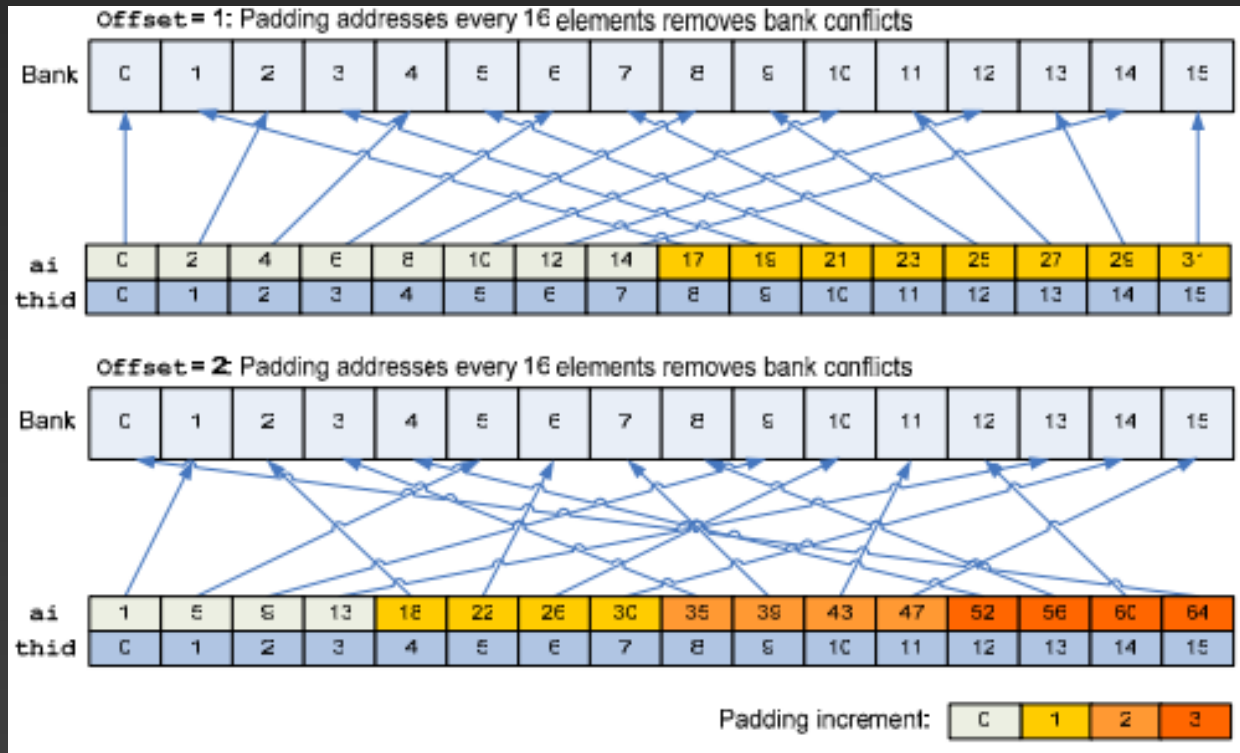 Offset = 1: Padding addresses every 16 elements removes bank conflicts
Bank 0 1 2 3 4 5 6 7 8 9 10 11 12 13 14 15
ai 0 2 4 6 8 10 12 14 17 19 21 23 25 27 29 31
thid 0 1 2 3 4 5 6 7 8 9 10 11 12 13 14 15
Offset = 2: Padding addresses every 16 elements removes bank conflicts
Bank 0 1 2 3 4 5 6 7 8 9 10 11 12 13 14 15
ai 1 5 9 13 18 22 26 30 35 39 43 47 52 56 60 64
thid 0 1 2 3 4 5 6 7 8 9 10 11 12 13 14 15
Padding increment: 0 1 2 3